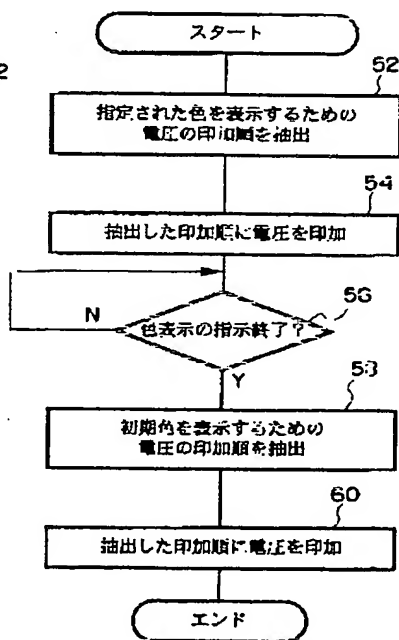 スタート
2
52
指定された色を表示するための
電圧の印加順を抽出
54
抽出した印加順に電圧を印加
56
色表示の指示終了?
N
Y
58
初期色を表示するための
電圧の印加順を抽出
60
抽出した印加順に電圧を印加
エンド